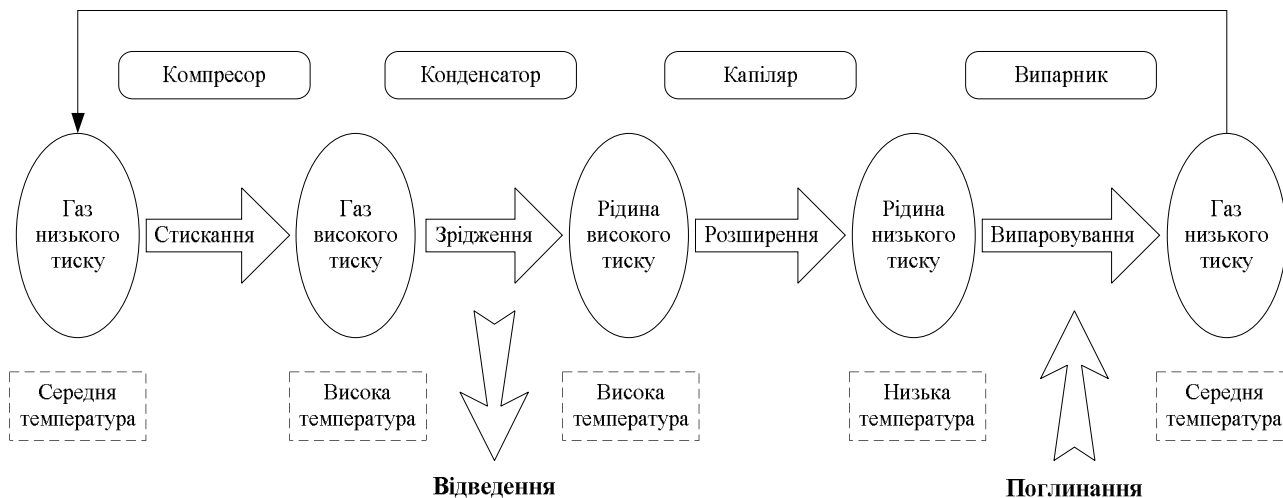 Компресор
Конденсатор
Капіляр
Випарник
Газ
низького
тиску
Стискання
Газ
високого
тиску
Зрідження
Рідина
високого
тиску
Розширення
Рідина
низького
тиску
Випаровування
Газ
низького
тиску
Середня
температура
Висока
температура
Висока
температура
Низька
температура
Середня
температура
Відведення
Поглинання